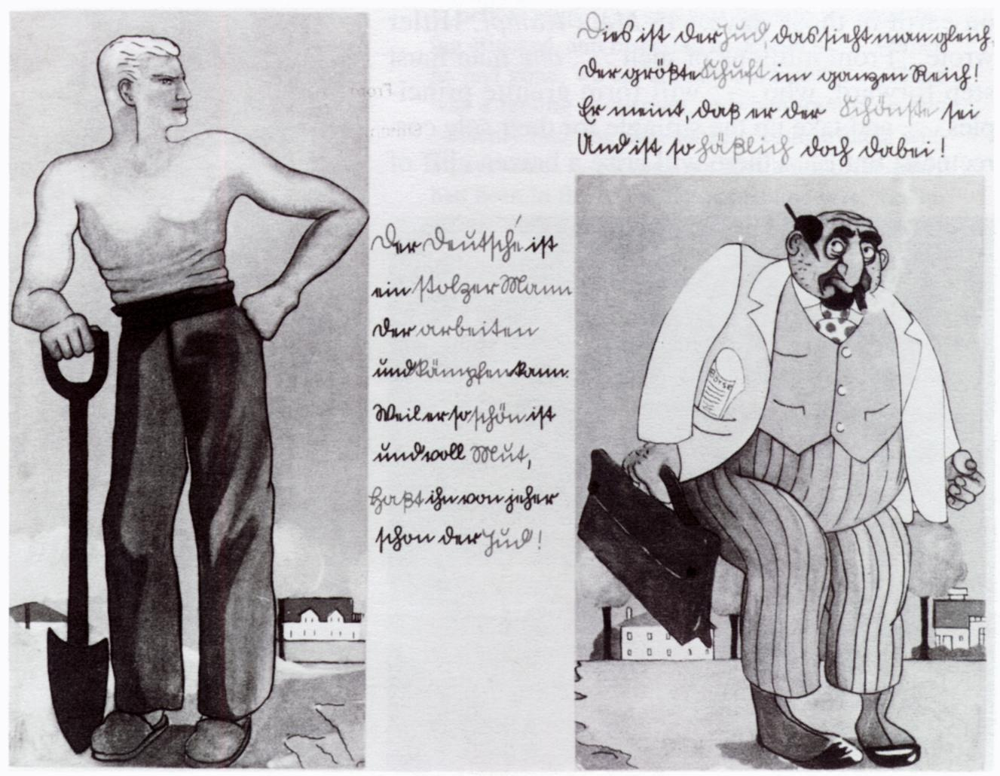 Der Deutsche ist
ein stolzer Mann
der arbeiten
und kämpfen kann.
Weil er so schön ist
und voll Mut,
haßt ihn von jeher
schon der Jud!
Dies ist der Jud, das sieht man gleich,
der größte Schuft im ganzen Reich!
Er meint, daß er der Schönste sei
Und ist so häßlich doch dabei!
Börse